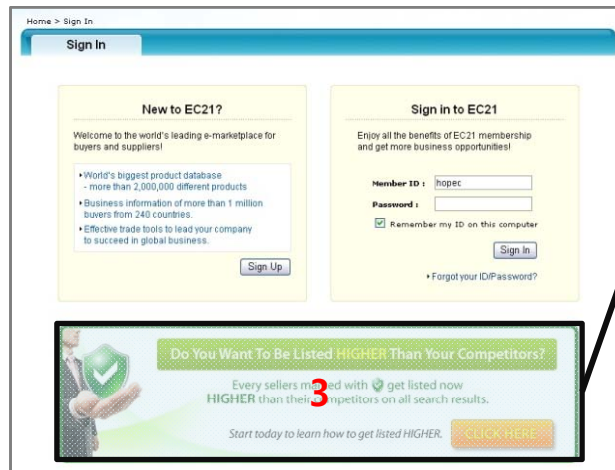 Home > Sign In
Sign In
New to EC21?
Welcome to the world's leading e-marketplace for
buyers and suppliers!
World's biggest product database
- more than 2,000,000 different products
Business information of more than 1 million
buyers from 240 countries.
Effective trade tools to lead your company
to succeed in global business.
Sign Up
Sign in to EC21
Enjoy all the benefits of EC21 membership
and get more business opportunities!
Member ID : hopec
Password :
Remember my ID on this computer
Sign In
Forgot your ID/Password?
Do You Want To Be Listed HIGHER Than Your Competitors?
Every sellers marked with get listed now
HIGHER than their competitors on all search results.
3
Start today to learn how to get listed HIGHER.
CLICK HERE